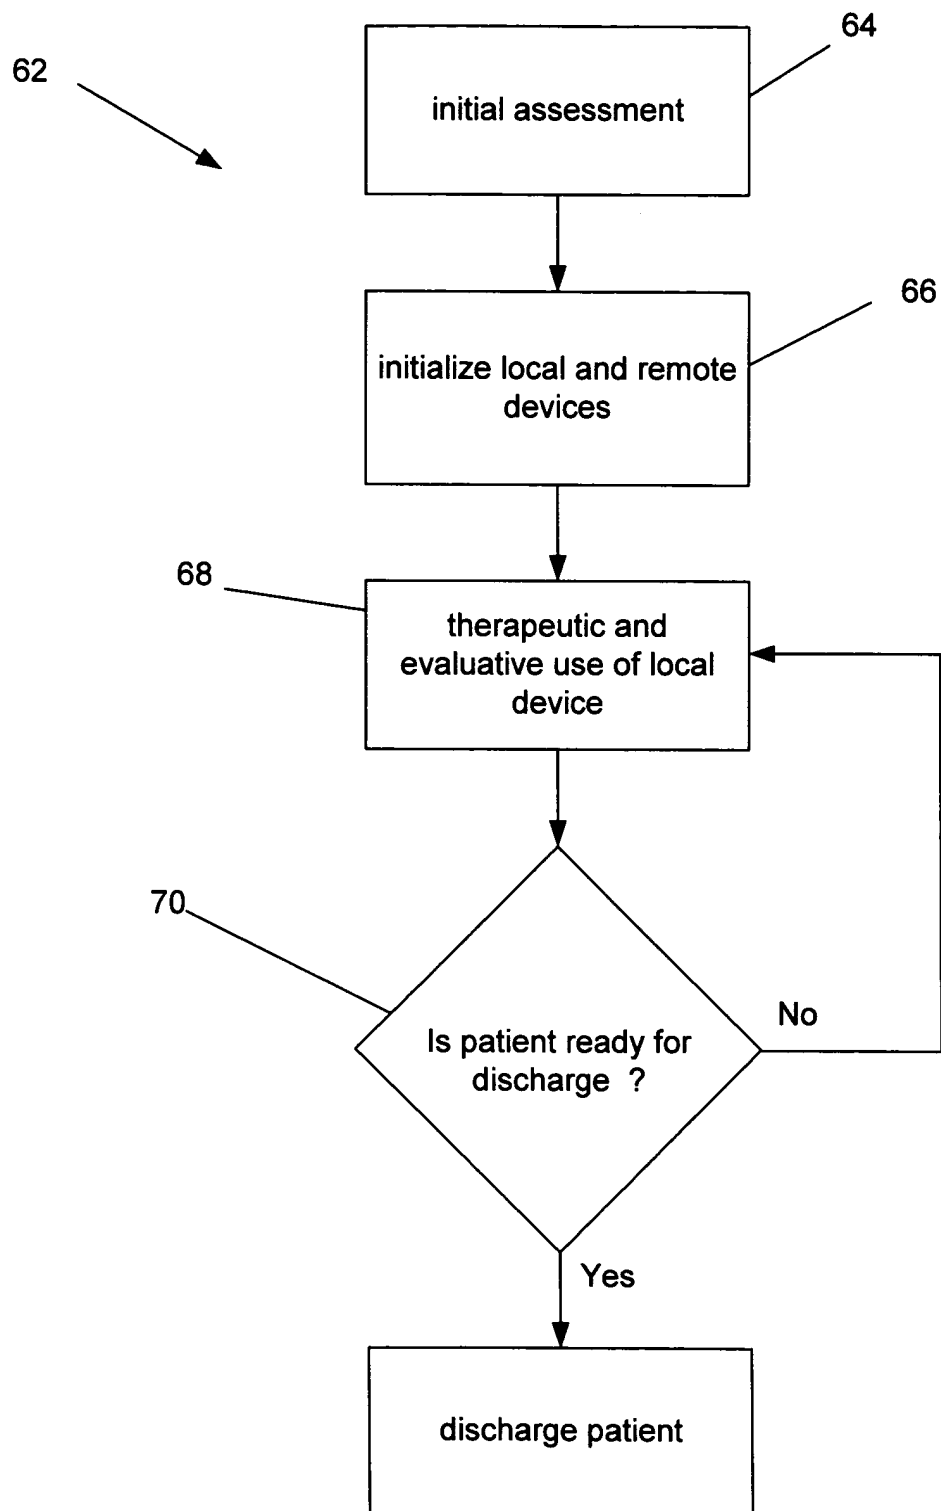 64
62
initial assessment
66
initialize local and remote
devices
68
therapeutic and
evaluative use of local
device
70
No
Is patient ready for
discharge ?
Yes
discharge patient